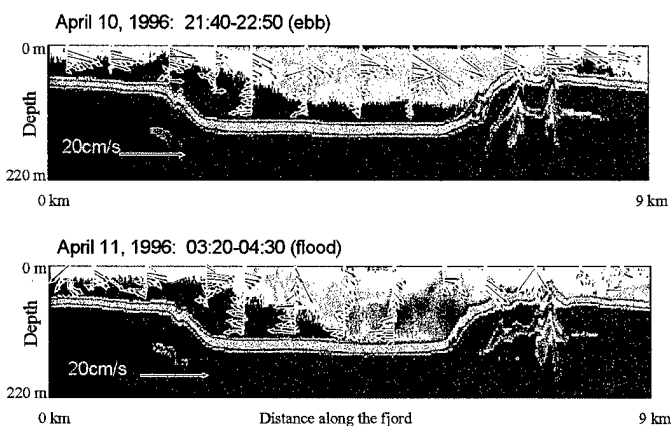 April 10, 1996: 21:40-22:50 (ebb)
0 m
Depth
20cm/s
220 m
0 km
9 km
April 11, 1996: 03:20-04:30 (flood)
0 m
Depth
20cm/s
220 m
0 km
Distance along the fjord
9 km